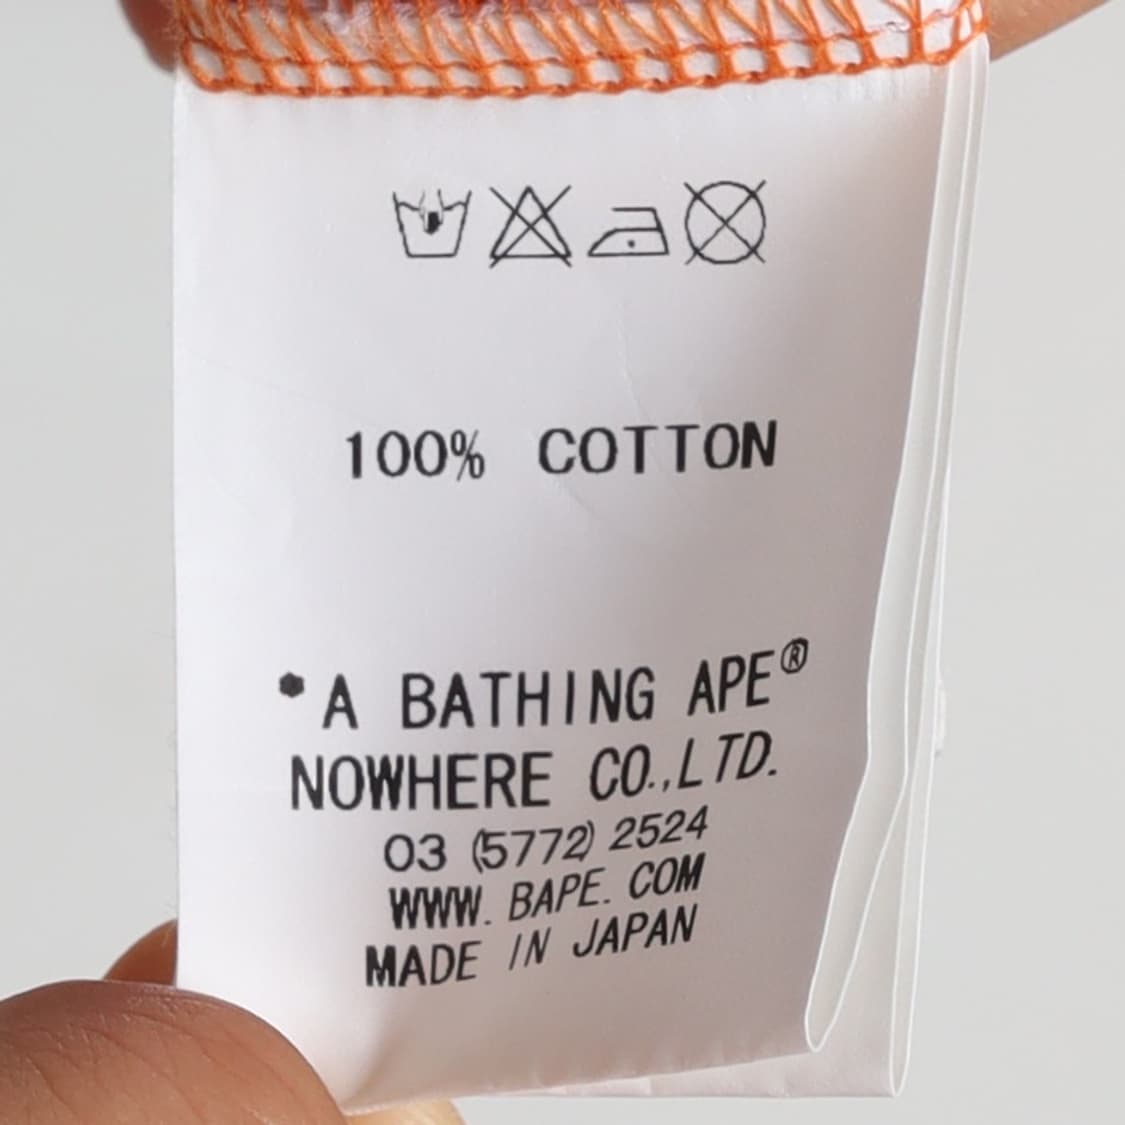 100% COTTON
*A BATHING APE®
NOWHERE CO.,LTD.
03 (5772) 2524
WWW. BAPE. COM
MADE IN JAPAN